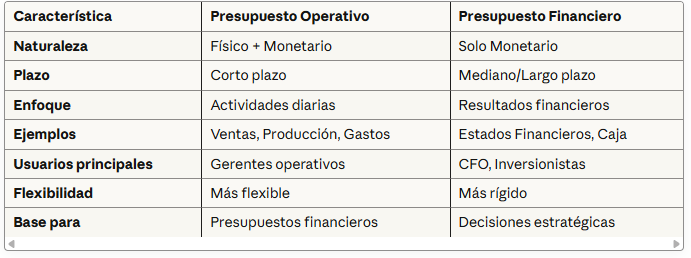 Característica Presupuesto Operativo Presupuesto Financiero
Naturaleza Físico + Monetario Solo Monetario
Plazo Corto plazo Mediano/Largo plazo
Enfoque Actividades diarias Resultados financieros
Ejemplos Ventas, Producción, Gastos Estados Financieros, Caja
Usuarios principales Gerentes operativos CFO, Inversionistas
Flexibilidad Más flexible Más rígido
Base para Presupuestos financieros Decisiones estratégicas